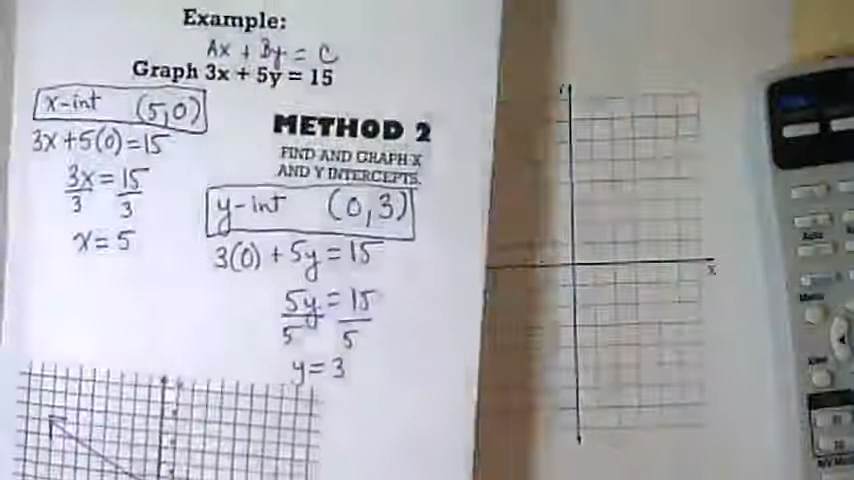 Example:
Ax + By = C
Graph 3x + 5y = 15
x-int (5,0)
3x+5(0)=15
3x = 15
3 3
x = 5
METHOD 2
FIND AND GRAPH X
AND Y INTERCEPTS.
y-int (0,3)
3(0) + 5y = 15
5y = 15
5 5
y = 3
y
x